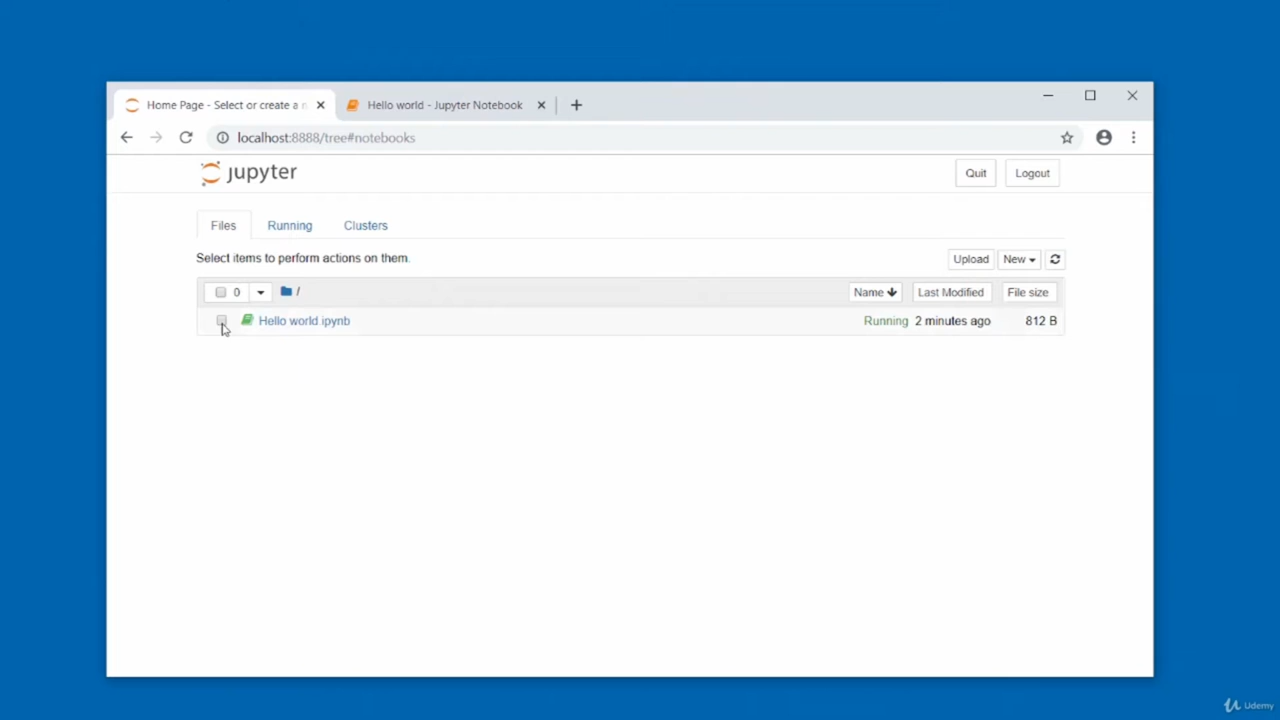 Home Page - Select or create a n
Hello world - Jupyter Notebook
localhost:8888/tree#notebooks
jupyter
Quit
Logout
Files
Running
Clusters
Select items to perform actions on them.
Upload
New
0
/
Name
Last Modified
File size
Hello world ipynb
Running
2 minutes ago
812 B
Udemy